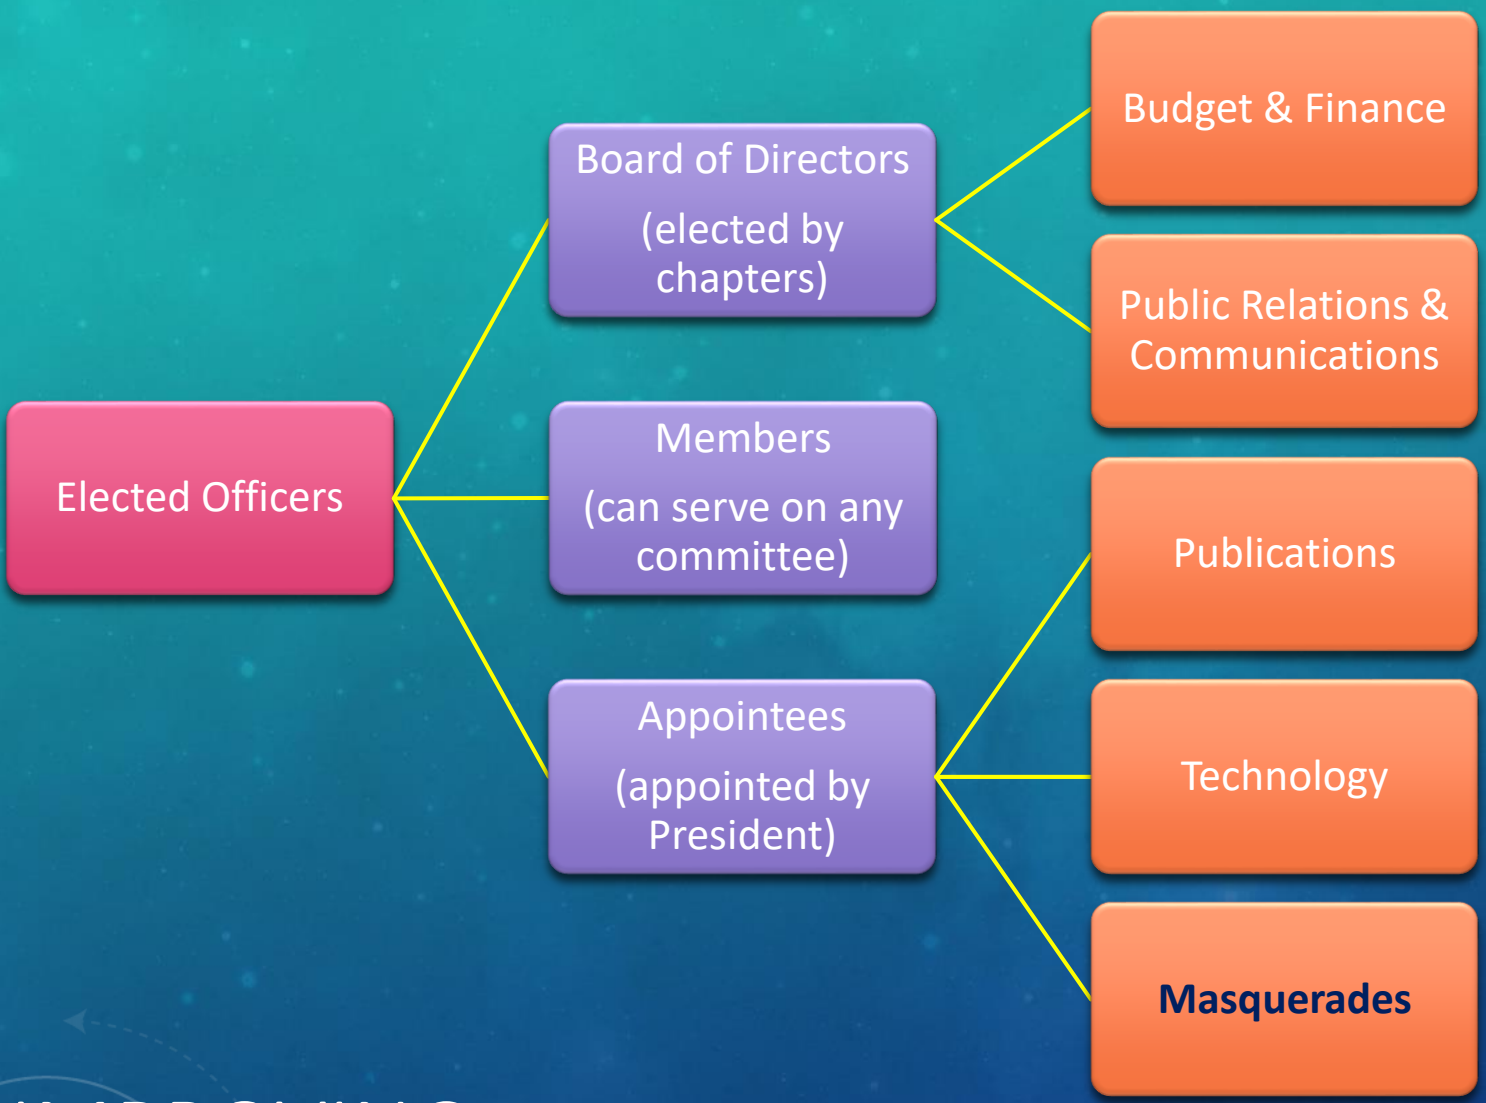 Elected Officers
Board of Directors
(elected by
chapters)
Members
(can serve on any
committee)
Appointees
(appointed by
President)
Budget & Finance
Public Relations &
Communications
Publications
Technology
Masquerades